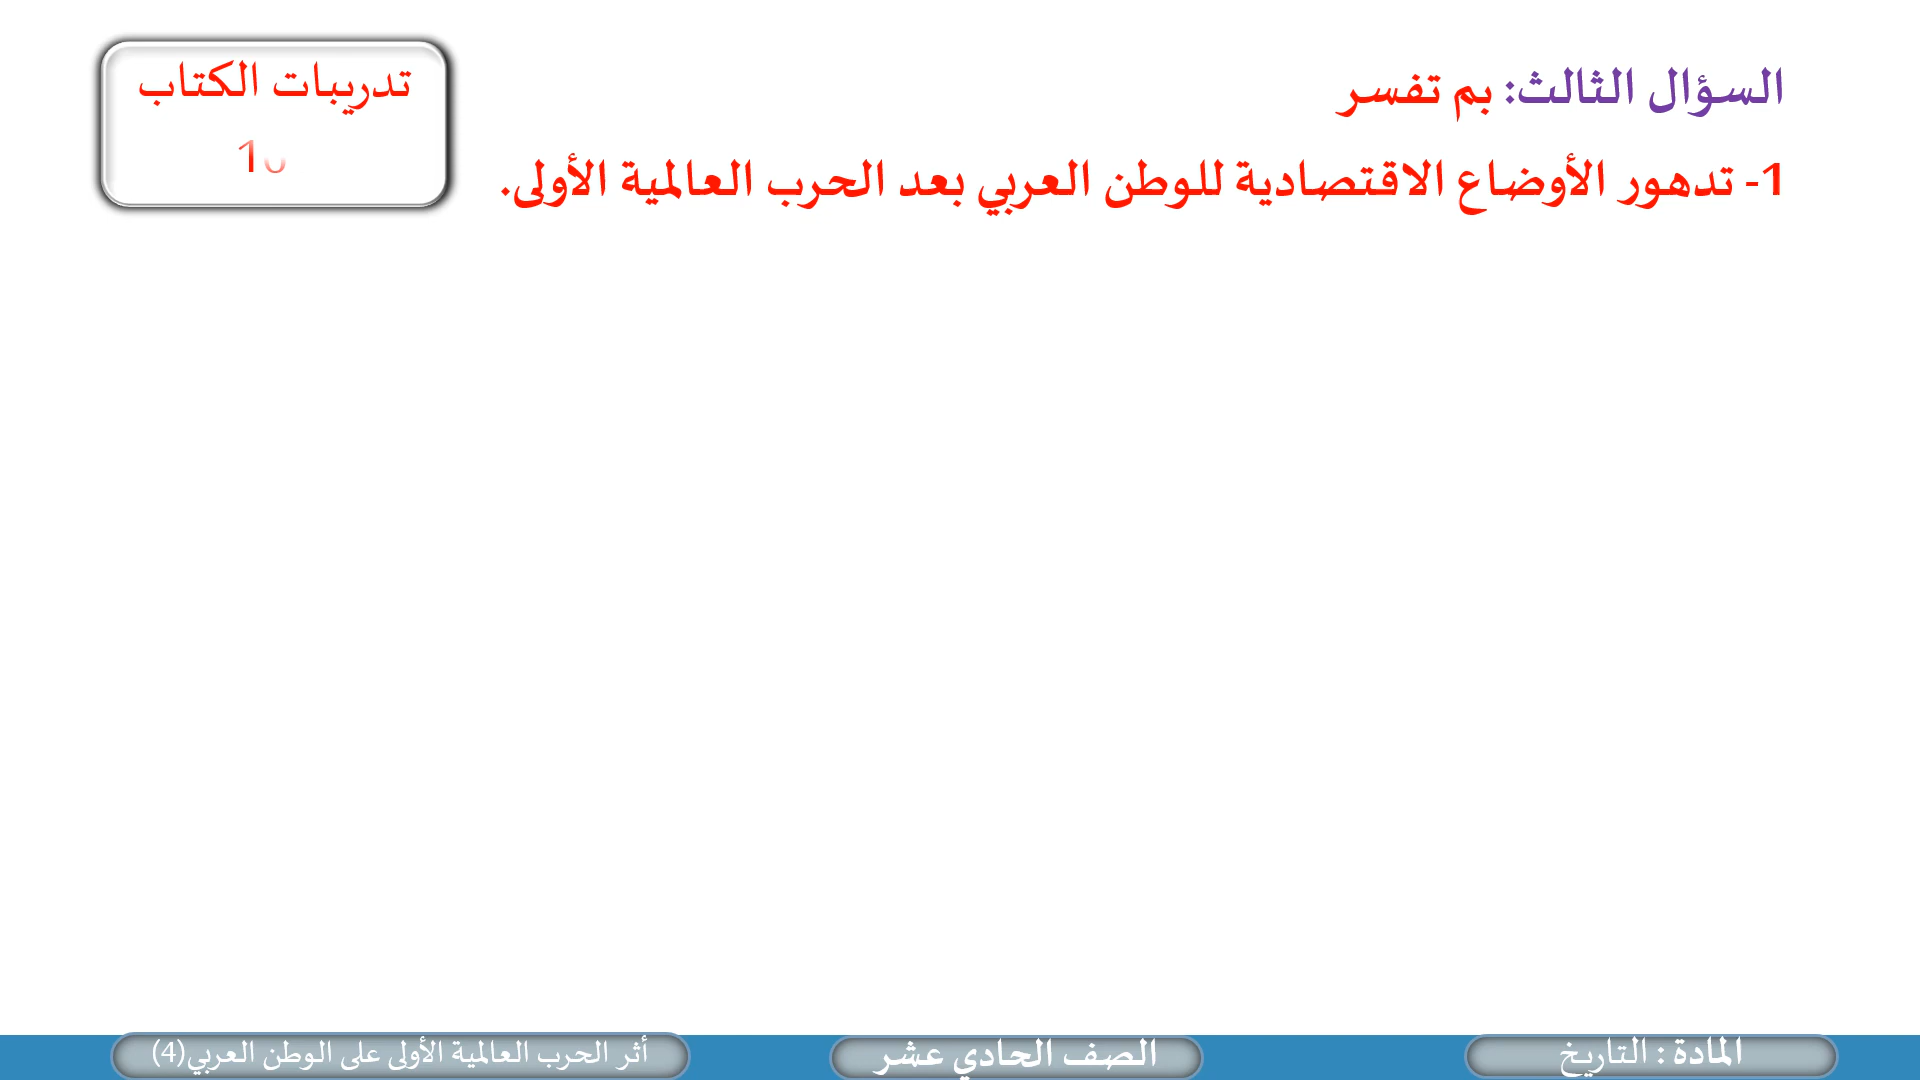 السؤال الثالث: بم تفسر
1- تدهور الأوضاع الاقتصادية للوطن العربي بعد الحرب العالمية الأولى.
تدريبات الكتاب
المادة : التاريخ
الصف الحادي عشر
أثر الحرب العالمية الأولى على الوطن العربي(4)